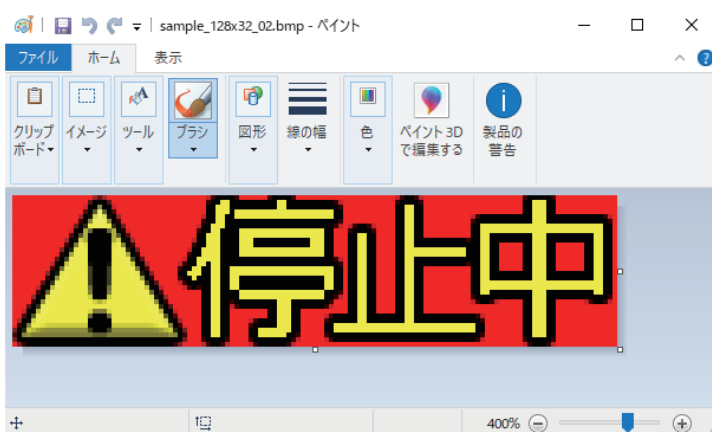 sample_128x32_02.bmp - ペイント
ファイル ホーム 表示
クリップボード イメージ ツール ブラシ 図形 線の幅 色 ペイント 3D で編集する 製品の警告
停止中
400%